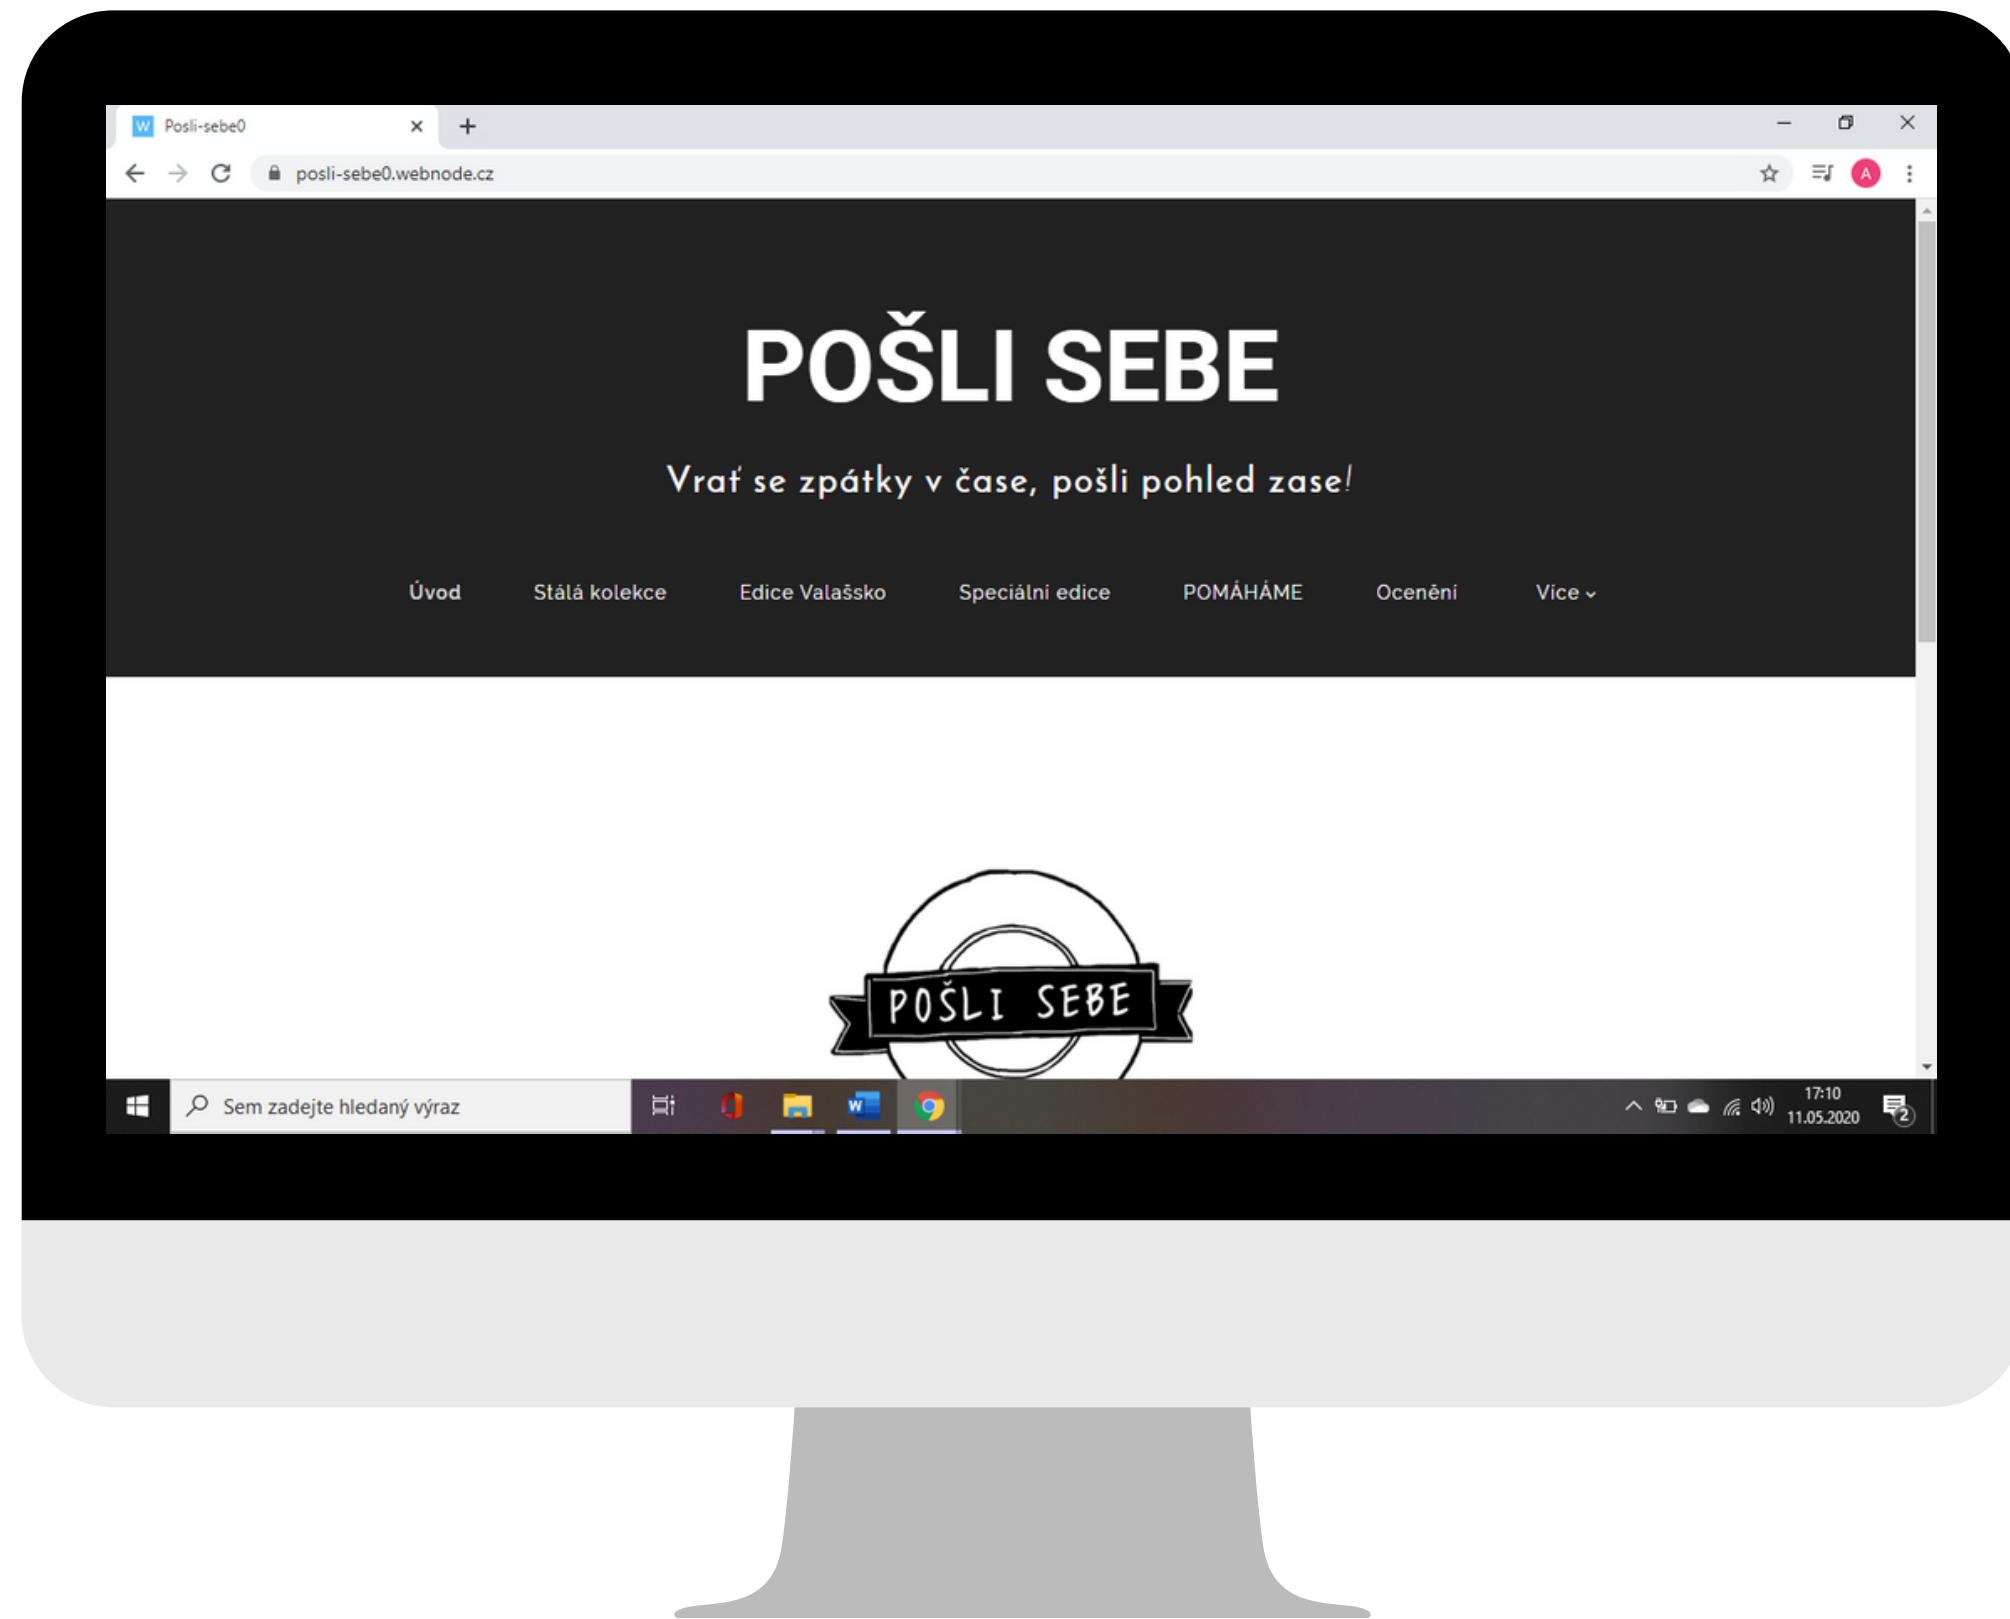 W Posli-sebe0
posli-sebe0.webnode.cz
A
POŠLI SEBE
Vrať se zpátky v čase, pošli pohled zase!
Úvod Stálá kolekce Edice Valašsko Speciální edice POMÁHÁME Ocenění Více
POŠLI SEBE
Sem zadejte hledaný výraz
W
17:10
11.05.2020
2